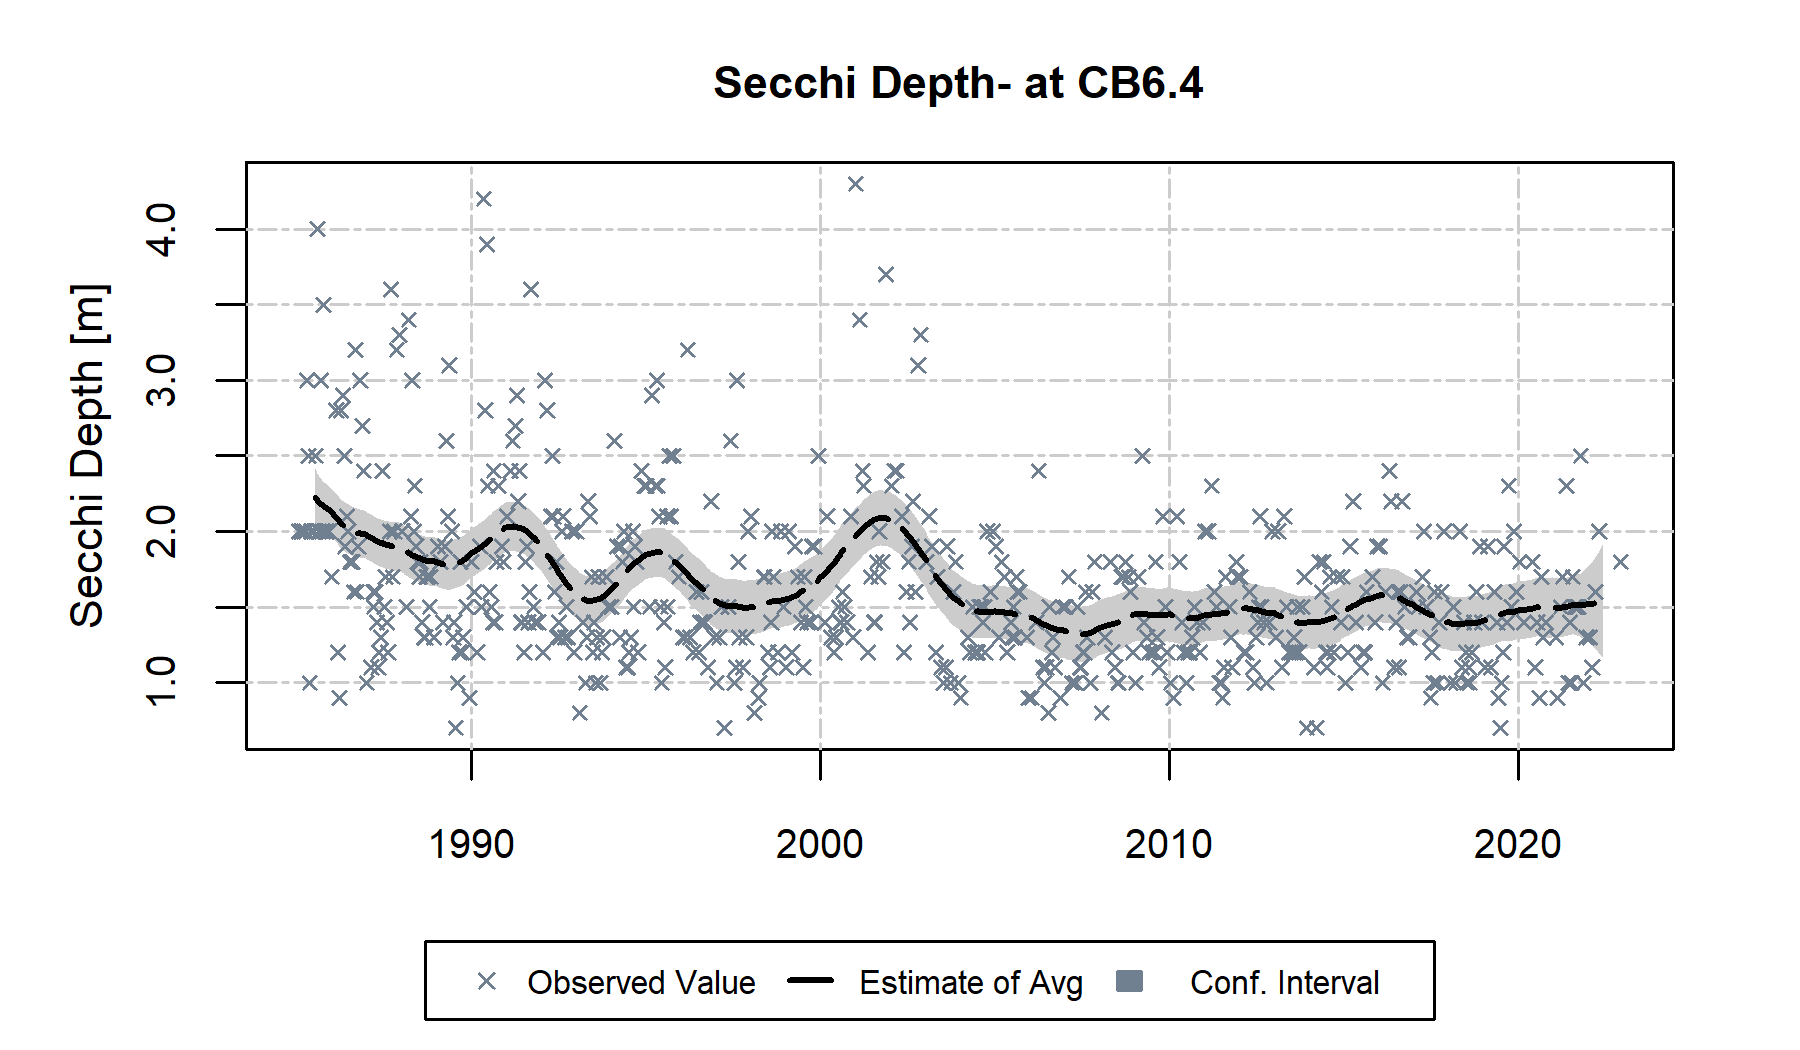 Secchi Depth- at CB6.4
Secchi Depth [m]
4.0
3.0
2.0
1.0
1990 2000 2010 2020
Observed Value Estimate of Avg Conf. Interval